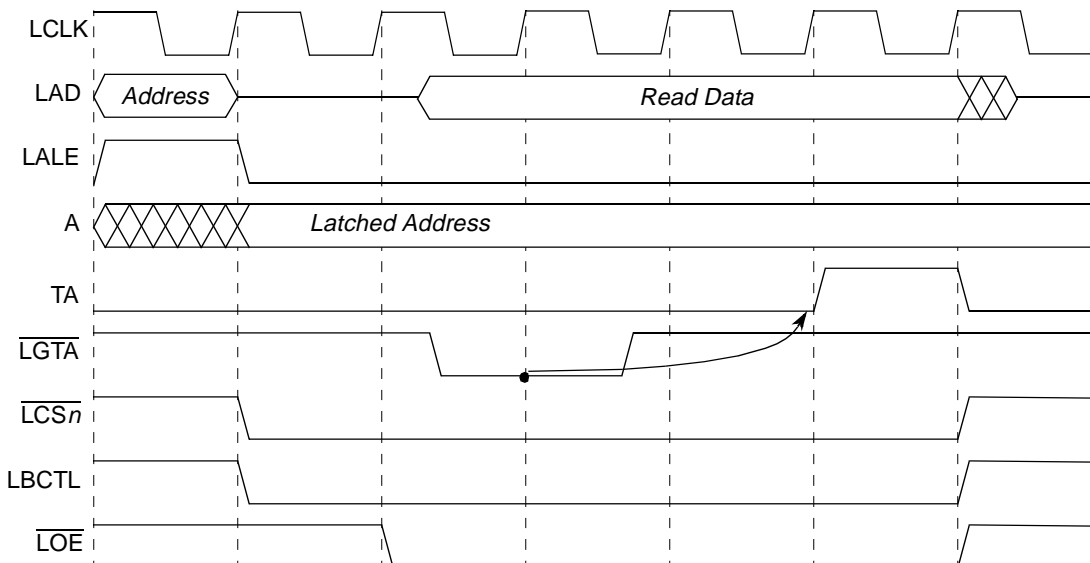 LCLK
LAD Address Read Data
LALE
A Latched Address
TA
LGTA
LCSn
LBCTL
LOE